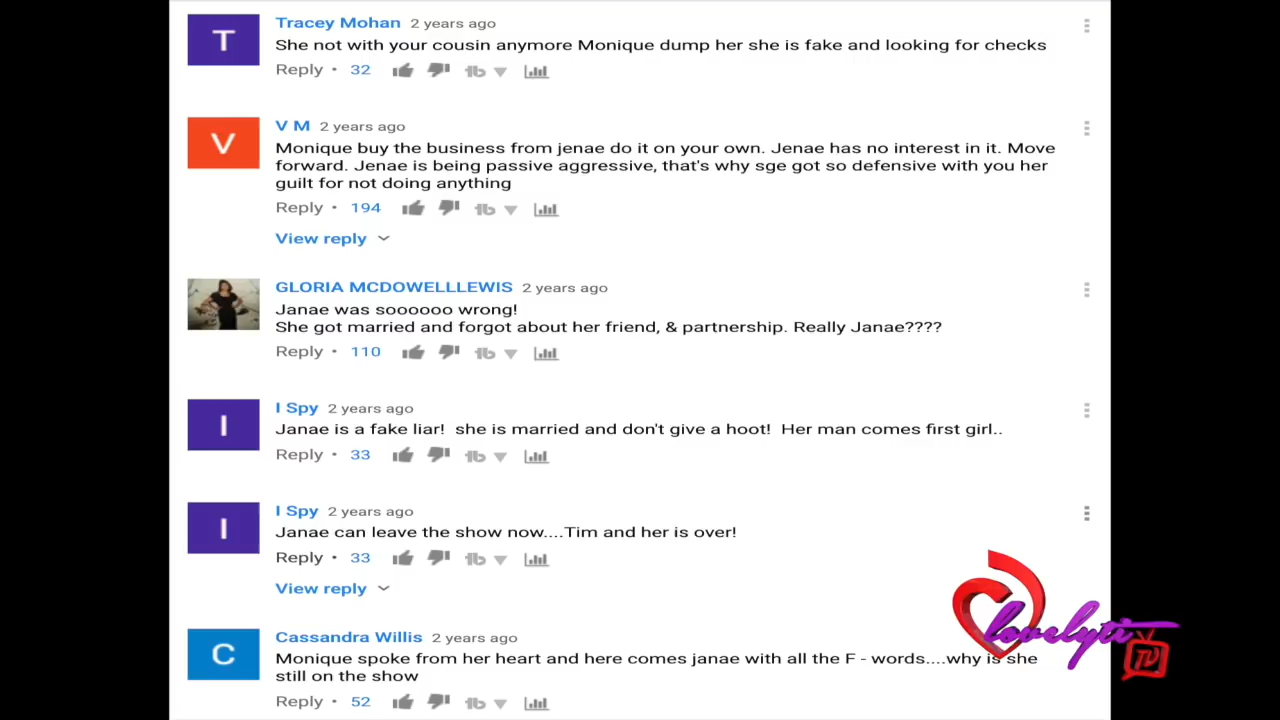 T
Tracey Mohan 2 years ago
She not with your cousin anymore Monique dump her she is fake and looking for checks
Reply • 32
V
V M 2 years ago
Monique buy the business from jenae do it on your own. Jenae has no interest in it. Move
forward. Jenae is being passive aggressive, that's why sge got so defensive with you her
guilt for not doing anything
Reply • 194
View reply
GLORIA MCDOWELLLEWIS 2 years ago
Janae was soooooo wrong!
She got married and forgot about her friend, & partnership. Really Janae????
Reply • 110
I
I Spy 2 years ago
Janae is a fake liar!  she is married and don't give a hoot!  Her man comes first girl..
Reply • 33
I
I Spy 2 years ago
Janae can leave the show now....Tim and her is over!
Reply • 33
View reply
C
Cassandra Willis 2 years ago
Monique spoke from her heart and here comes janae with all the F - words....why is she
still on the show
Reply • 52
lovelyti
TV